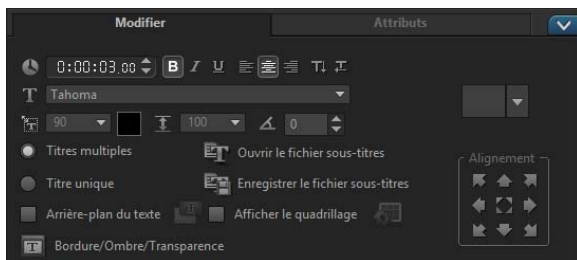 Modifier Attributs
0:00:03.00 B I U
Tahoma
90 100 0
Titres multiples Ouvrir le fichier sous-titres Alignement
Titre unique Enregistrer le fichier sous-titres
Arrière-plan du texte Afficher le quadrillage
Bordure/Ombre/Transparence